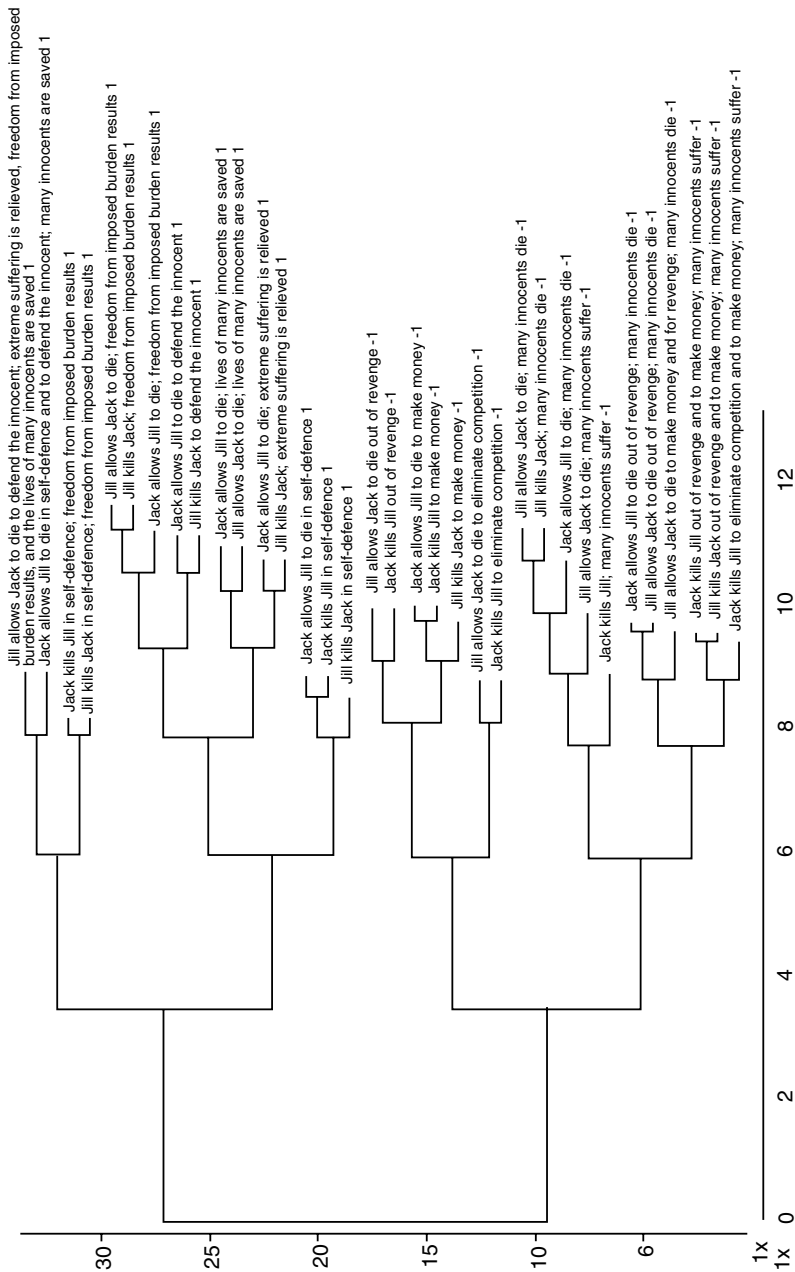 Jill allows Jack to die to defend the innocent; extreme suffering is relieved, freedom from imposed
burden results, and the lives of many innocents are saved 1
Jack allows Jill to die in self-defence and to defend the innocent; many innocents are saved 1
Jack kills Jill in self-defence; freedom from imposed burden results 1
Jill kills Jack in self-defence; freedom from imposed burden results 1
Jill allows Jack to die; freedom from imposed burden results 1
Jill kills Jack; freedom from imposed burden results 1
Jack allows Jill to die; freedom from imposed burden results 1
Jack allows Jill to die to defend the innocent 1
Jill kills Jack to defend the innocent 1
Jack allows Jill to die; lives of many innocents are saved 1
Jill allows Jack to die; lives of many innocents are saved 1
Jack allows Jill to die; extreme suffering is relieved 1
Jill kills Jack; extreme suffering is relieved 1
Jack allows Jill to die in self-defence 1
Jack kills Jill in self-defence 1
Jill kills Jack in self-defence 1
Jill allows Jack to die out of revenge -1
Jack kills Jill out of revenge -1
Jack allows Jill to die to make money -1
Jack kills Jill to make money -1
Jill kills Jack to make money -1
Jill allows Jack to die to eliminate competition -1
Jack kills Jill to eliminate competition -1
Jill allows Jack to die; many innocents die -1
Jill kills Jack; many innocents die -1
Jack allows Jill to die; many innocents die -1
Jill allows Jack to die; many innocents suffer -1
Jack kills Jill; many innocents suffer -1
Jack allows Jill to die out of revenge; many innocents die -1
Jill allows Jack to die out of revenge; many innocents die -1
Jill allows Jack to die to make money and for revenge; many innocents die -1
Jack kills Jill out of revenge and to make money; many innocents suffer -1
Jill kills Jack out of revenge and to make money; many innocents suffer -1
Jack kills Jill to eliminate competition and to make money; many innocents suffer -1
30
25
20
15
10
6
1x
1x
0
2
4
6
8
10
12